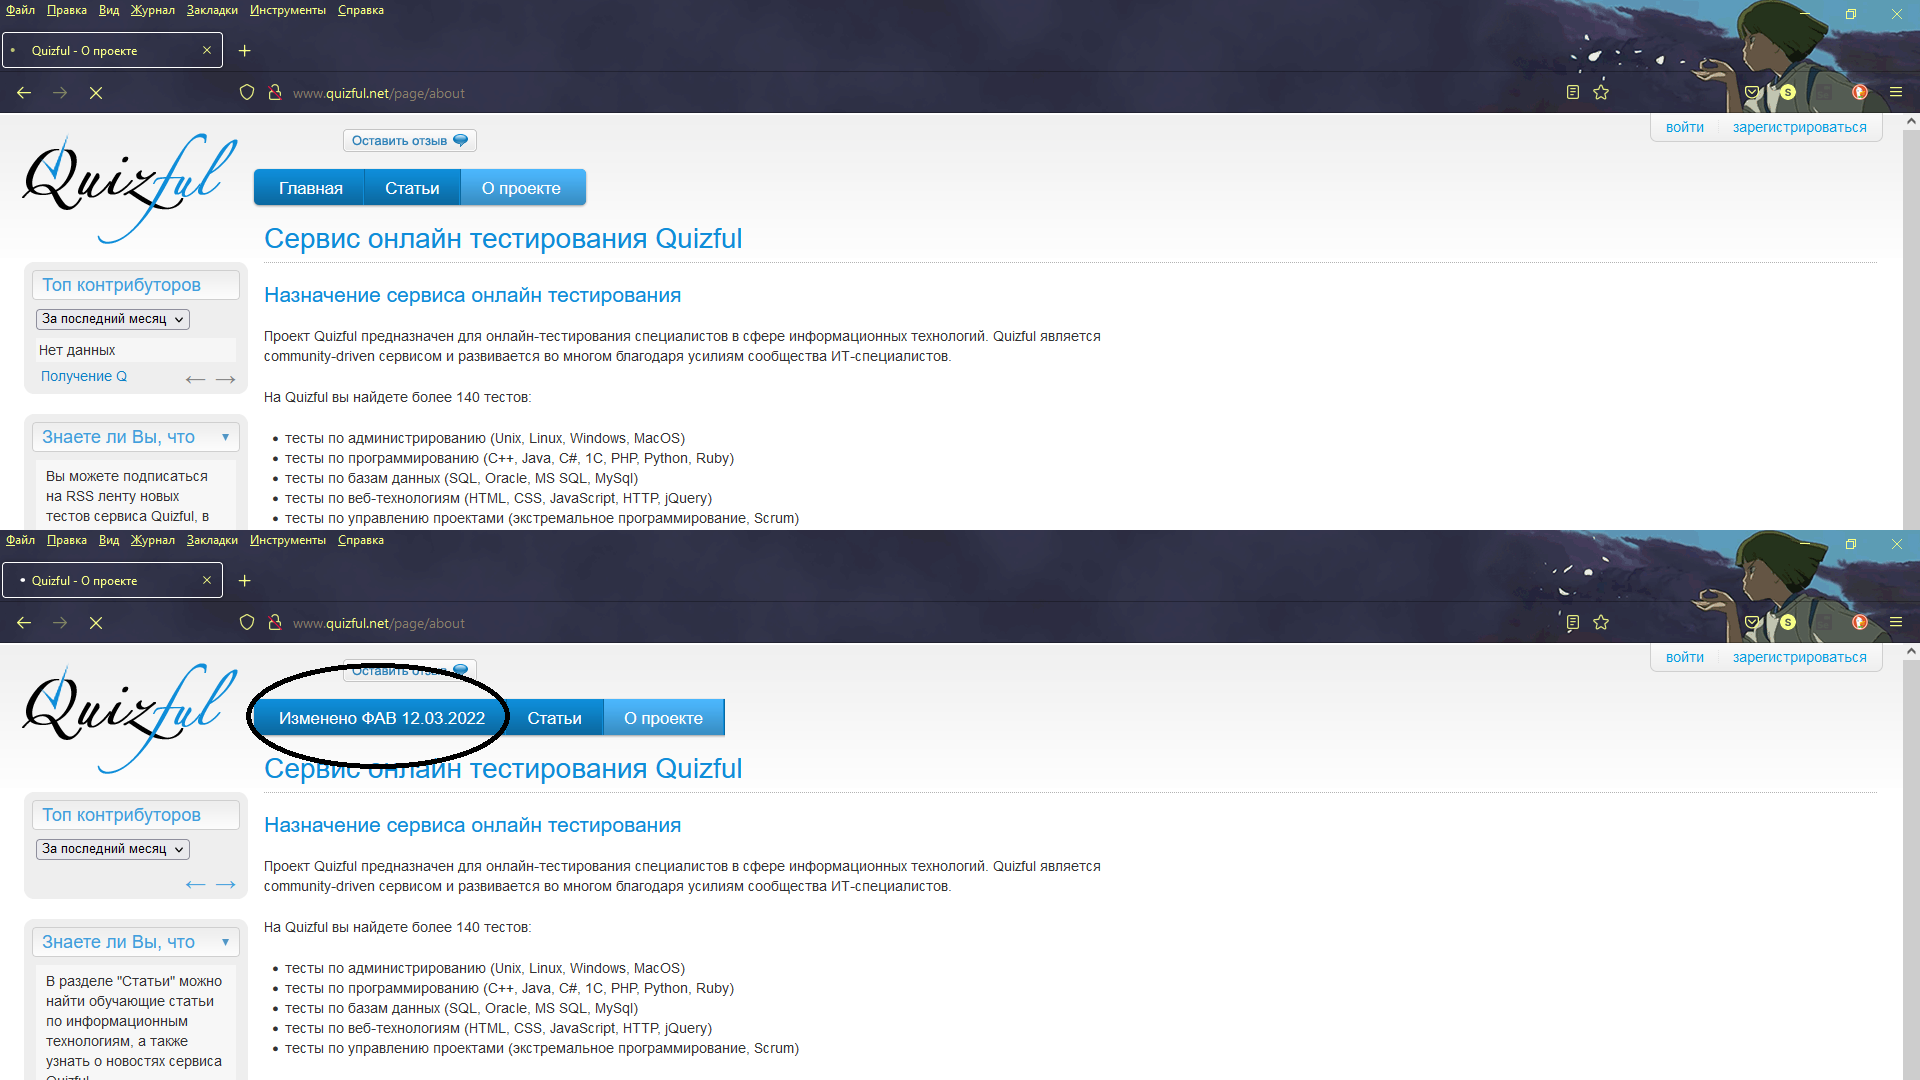 Файл Правка Вид Журнал Закладки Инструменты Справка
Quizful - О проекте
www.quizful.net/page/about
S
войти зарегистрироваться
Оставить отзыв
Quizful
Главная Статьи О проекте
Сервис онлайн тестирования Quizful
Топ контрибуторов
За последний месяц
Нет данных
Получение Q
Знаете ли Вы, что
Вы можете подписаться
на RSS ленту новых
тестов сервиса Quizful, в
Назначение сервиса онлайн тестирования
Проект Quizful предназначен для онлайн-тестирования специалистов в сфере информационных технологий. Quizful является
community-driven сервисом и развивается во многом благодаря усилиям сообщества ИТ-специалистов.
На Quizful вы найдете более 140 тестов:
тесты по администрированию (Unix, Linux, Windows, MacOS)
тесты по программированию (C++, Java, C#, 1C, PHP, Python, Ruby)
тесты по базам данных (SQL, Oracle, MS SQL, MySql)
тесты по веб-технологиям (HTML, CSS, JavaScript, HTTP, jQuery)
тесты по управлению проектами (экстремальное программирование, Scrum)
Файл Правка Вид Журнал Закладки Инструменты Справка
Quizful - О проекте
www.quizful.net/page/about
S
войти зарегистрироваться
Оставить отзыв
Quizful
Изменено ФАВ 12.03.2022 Статьи О проекте
Сервис онлайн тестирования Quizful
Топ контрибуторов
За последний месяц
Знаете ли Вы, что
В разделе "Статьи" можно
найти обучающие статьи
по информационным
технологиям, а также
узнать о новостях сервиса
Quizful
Назначение сервиса онлайн тестирования
Проект Quizful предназначен для онлайн-тестирования специалистов в сфере информационных технологий. Quizful является
community-driven сервисом и развивается во многом благодаря усилиям сообщества ИТ-специалистов.
На Quizful вы найдете более 140 тестов:
тесты по администрированию (Unix, Linux, Windows, MacOS)
тесты по программированию (C++, Java, C#, 1C, PHP, Python, Ruby)
тесты по базам данных (SQL, Oracle, MS SQL, MySql)
тесты по веб-технологиям (HTML, CSS, JavaScript, HTTP, jQuery)
тесты по управлению проектами (экстремальное программирование, Scrum)